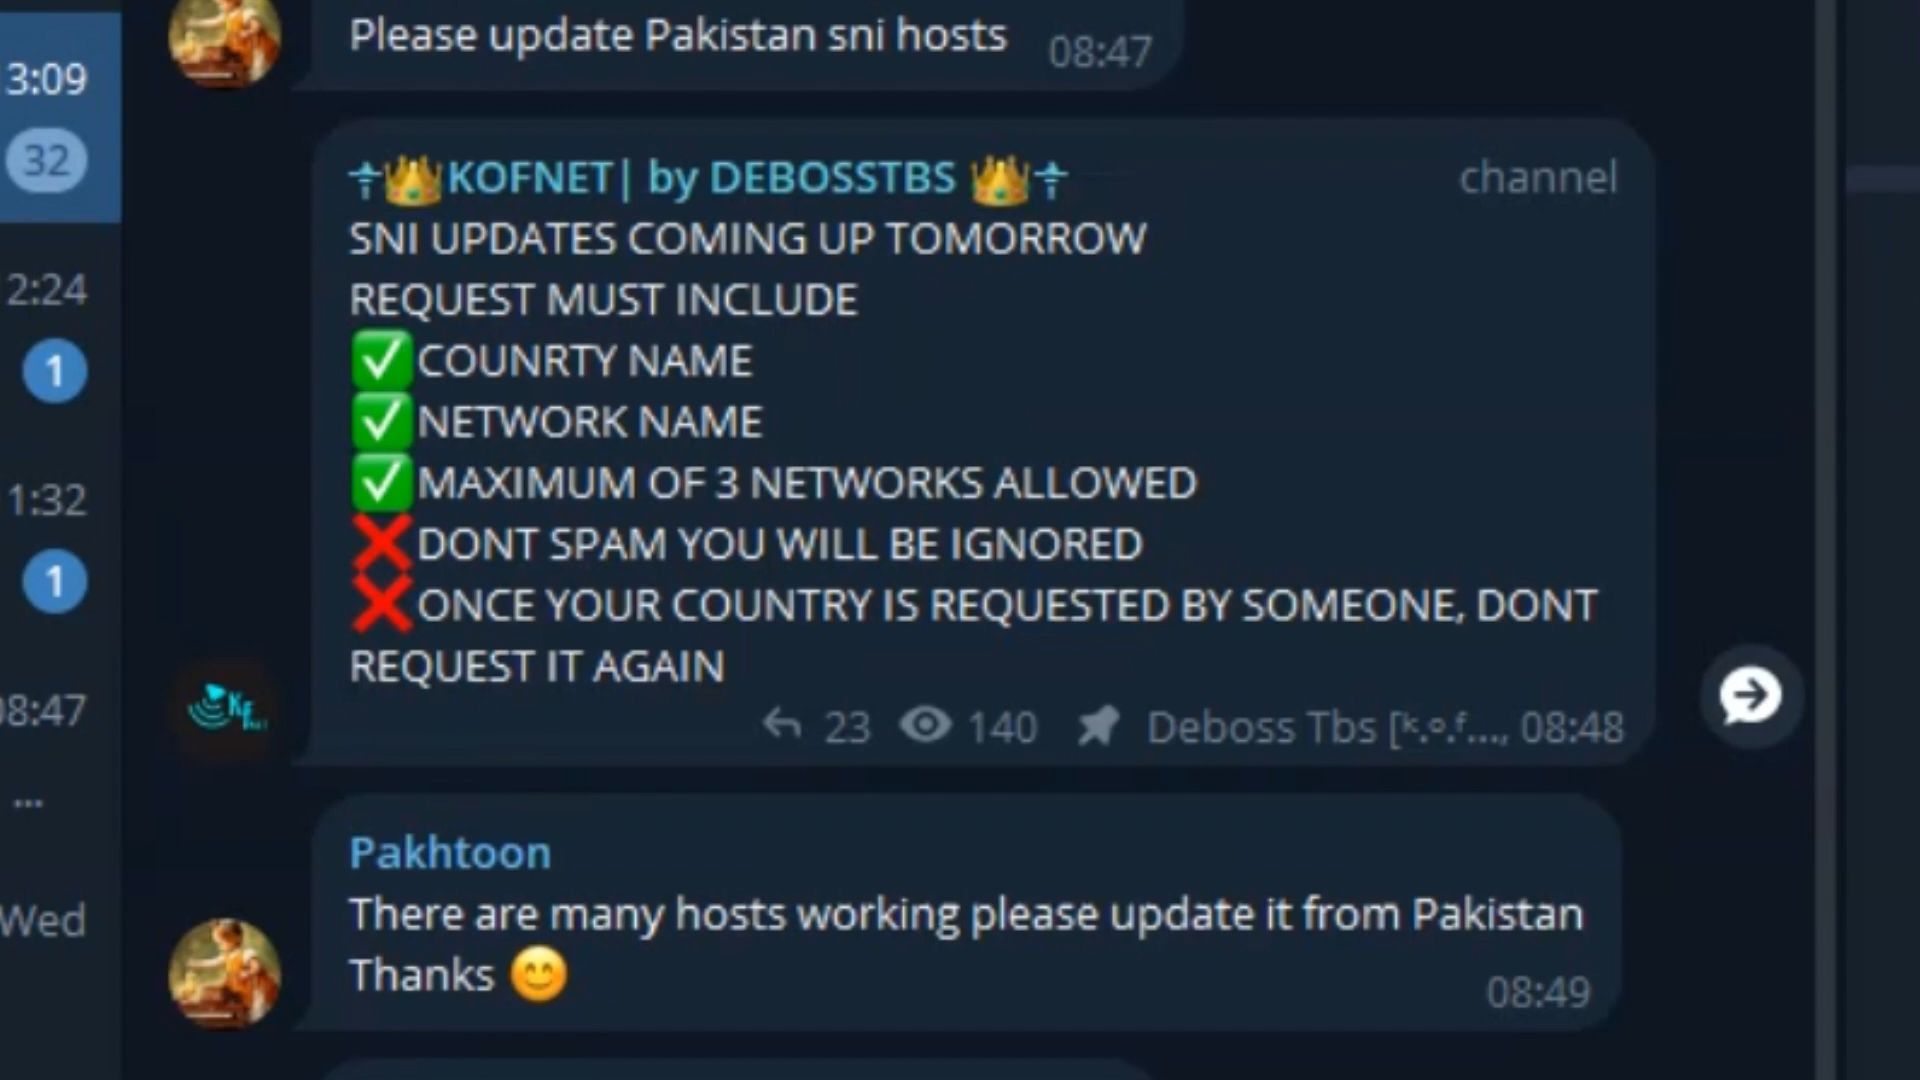 Please update Pakistan sni hosts 08:47
3:09
32
KOFNET| by DEBOSSTBS channel
SNI UPDATES COMING UP TOMORROW
REQUEST MUST INCLUDE
2:24
✅COUNRTY NAME
1
✅NETWORK NAME
✅MAXIMUM OF 3 NETWORKS ALLOWED
1:32
❌DONT SPAM YOU WILL BE IGNORED
1
❌ONCE YOUR COUNTRY IS REQUESTED BY SOMEONE, DONT
REQUEST IT AGAIN
08:47
23 140 Deboss Tbs [ᵏ.ᵒ.ᶠ..., 08:48
...
Pakhtoon
There are many hosts working please update it from Pakistan
Wed
Thanks 😊
08:49